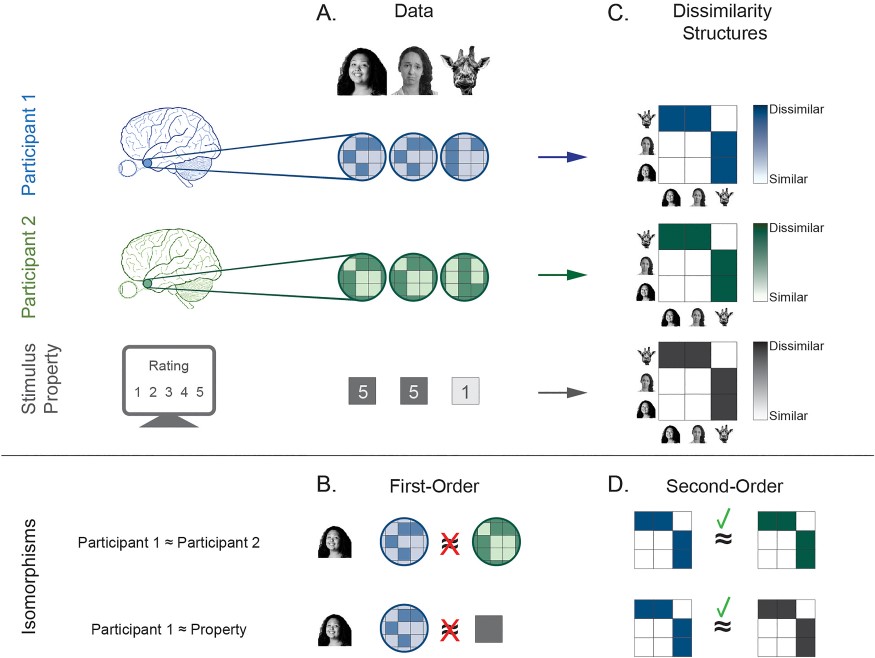 A.
Data
C.
Dissimilarity
Structures
Participant 1
Dissimilar
Similar
Participant 2
Dissimilar
Similar
Stimulus
Property
Rating
1 2 3 4 5
5
5
1
Dissimilar
Similar
Isomorphisms
B.
First-Order
D.
Second-Order
Participant 1 ≈ Participant 2
≈
≈
Participant 1 ≈ Property
≈
≈